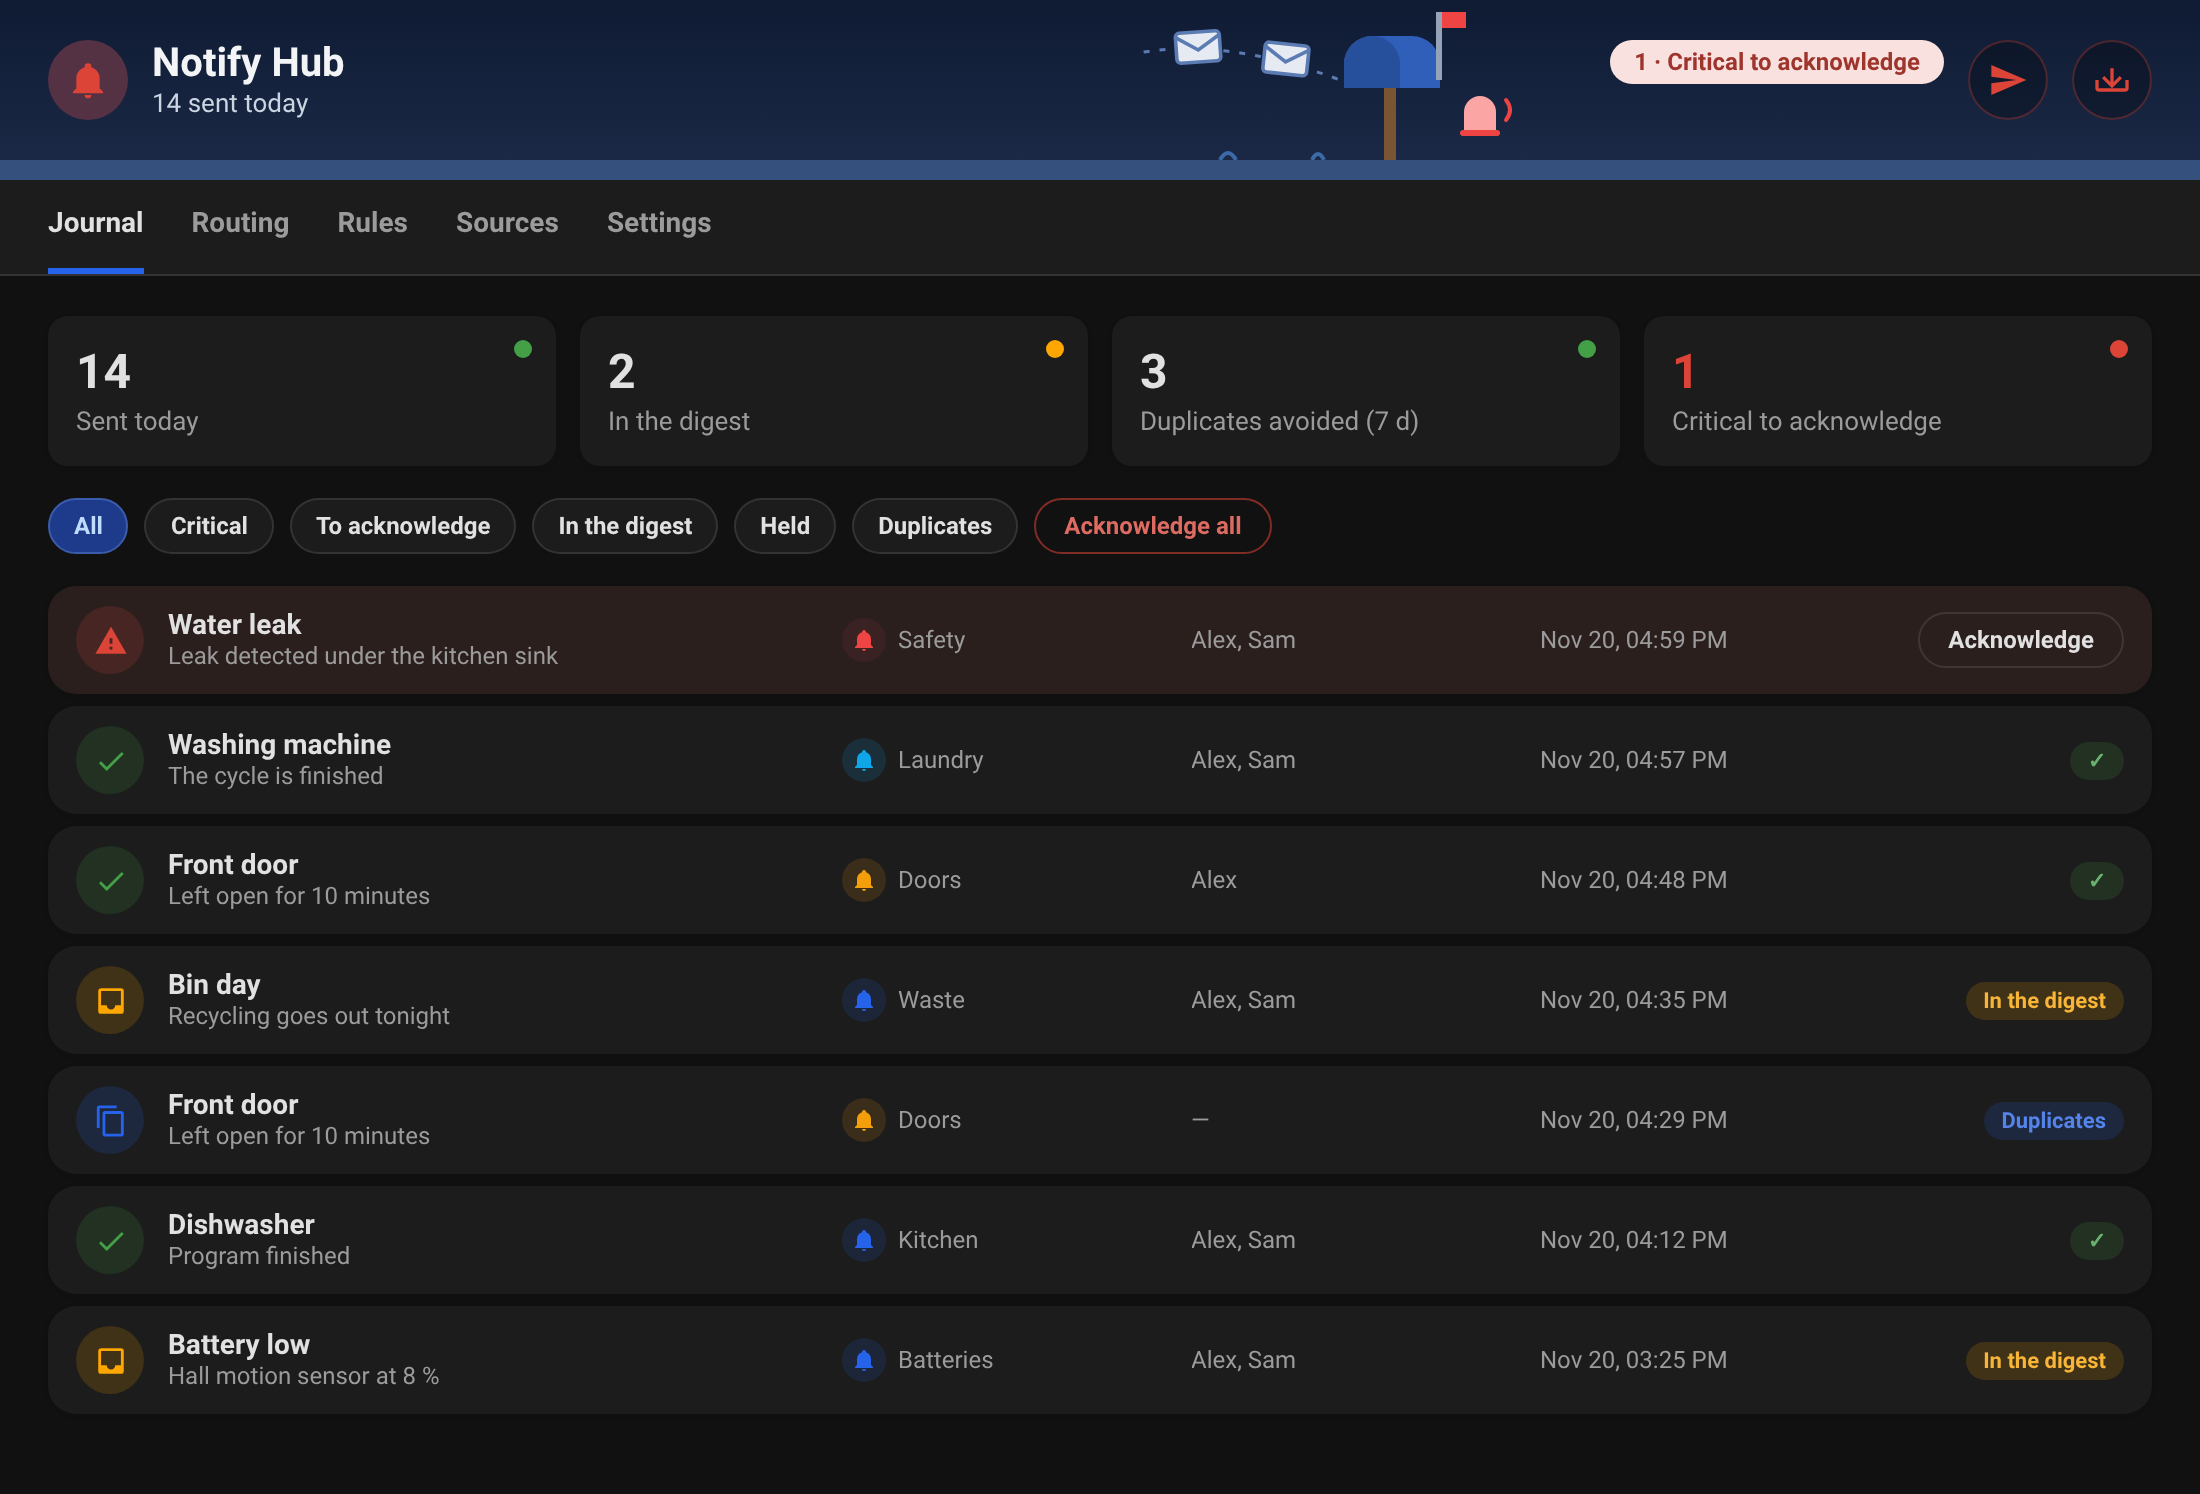 Notify Hub
14 sent today
1 · Critical to acknowledge
Journal Routing Rules Sources Settings
14
Sent today
2
In the digest
3
Duplicates avoided (7 d)
1
Critical to acknowledge
All Critical To acknowledge In the digest Held Duplicates Acknowledge all
Water leak
Leak detected under the kitchen sink
Safety
Alex, Sam
Nov 20, 04:59 PM
Acknowledge
Washing machine
The cycle is finished
Laundry
Alex, Sam
Nov 20, 04:57 PM
✓
Front door
Left open for 10 minutes
Doors
Alex
Nov 20, 04:48 PM
✓
Bin day
Recycling goes out tonight
Waste
Alex, Sam
Nov 20, 04:35 PM
In the digest
Front door
Left open for 10 minutes
Doors
—
Nov 20, 04:29 PM
Duplicates
Dishwasher
Program finished
Kitchen
Alex, Sam
Nov 20, 04:12 PM
✓
Battery low
Hall motion sensor at 8 %
Batteries
Alex, Sam
Nov 20, 03:25 PM
In the digest